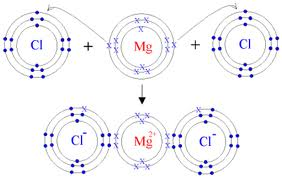 Cl + Mg + Cl
Cl⁻ Mg²⁺ Cl⁻